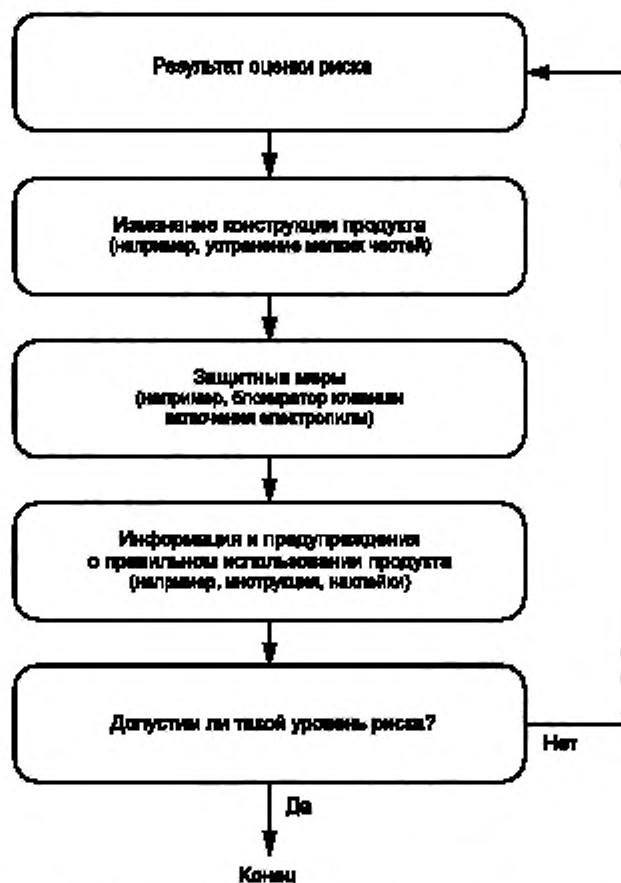 Результат оценки риска
Изменение конструкции продукта
(например, устранение мелких частей)
Защитные меры
(например, блокиратор клавиши
включения электропилы)
Информация и предупреждения
о правильном использовании продукта
(например, инструкция, наклейки)
Допустим ли такой уровень риска?
Нет
Да
Конец